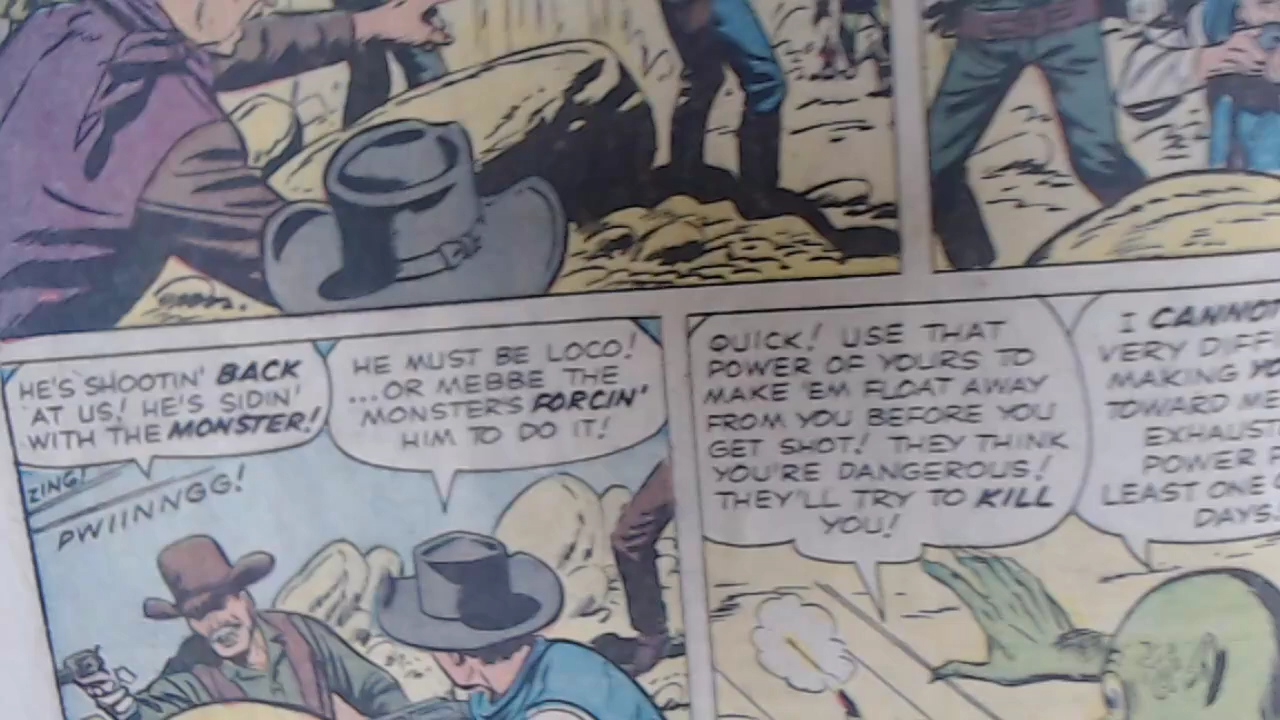 HE'S SHOOTIN' BACK
AT US! HE'S SIDIN'
WITH THE MONSTER!
HE MUST BE LOCO!
...OR MEBBE THE
MONSTER'S FORCIN'
HIM TO DO IT!
ZING!
PWIINNGG!
QUICK! USE THAT
POWER OF YOURS TO
MAKE 'EM FLOAT AWAY
FROM YOU BEFORE YOU
GET SHOT! THEY THINK
YOU'RE DANGEROUS!
THEY'LL TRY TO KILL
YOU!
I CANNOT
VERY DIFF
MAKING
TOWARD ME
EXHAUST
POWER
LEAST ONE
DAYS.